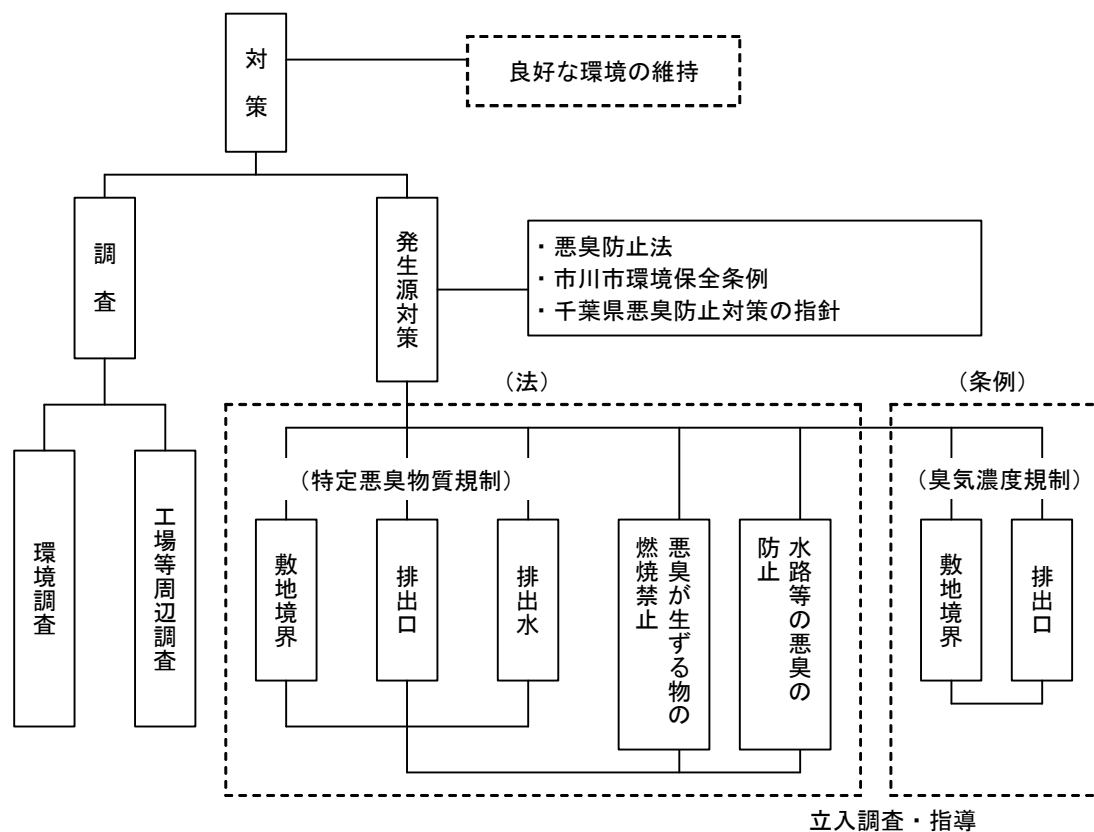 対策
良好な環境の維持
調査
発生源対策
・悪臭防止法
・市川市環境保全条例
・千葉県悪臭防止対策の指針
（法）
（条例）
（特定悪臭物質規制）
（臭気濃度規制）
環境調査
工場等周辺調査
敷地境界
排出口
排出水
悪臭が生ずる物の
燃焼禁止
水路等の悪臭の
防止
敷地境界
排出口
立入調査・指導